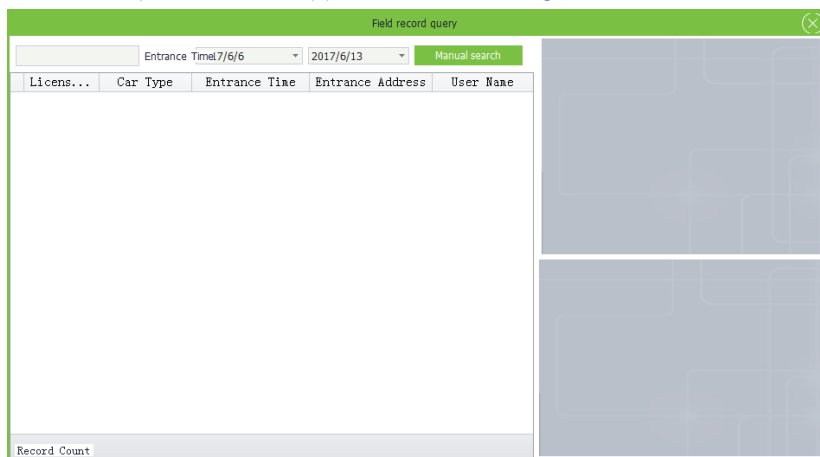 Field record query
Entrance Time 17/6/6 2017/6/13 Manual search
Licens... Car Type Entrance Time Entrance Address User Name
Record Count